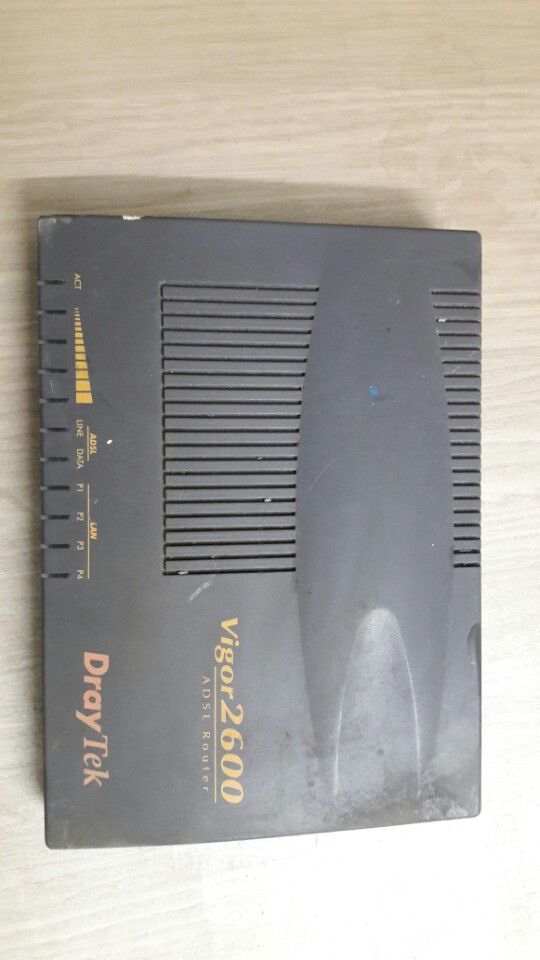 Vigor2600
ADSL Router
ADSL
LAN
ACT
LINE DATA P1 P2 P3 P4
DrayTek